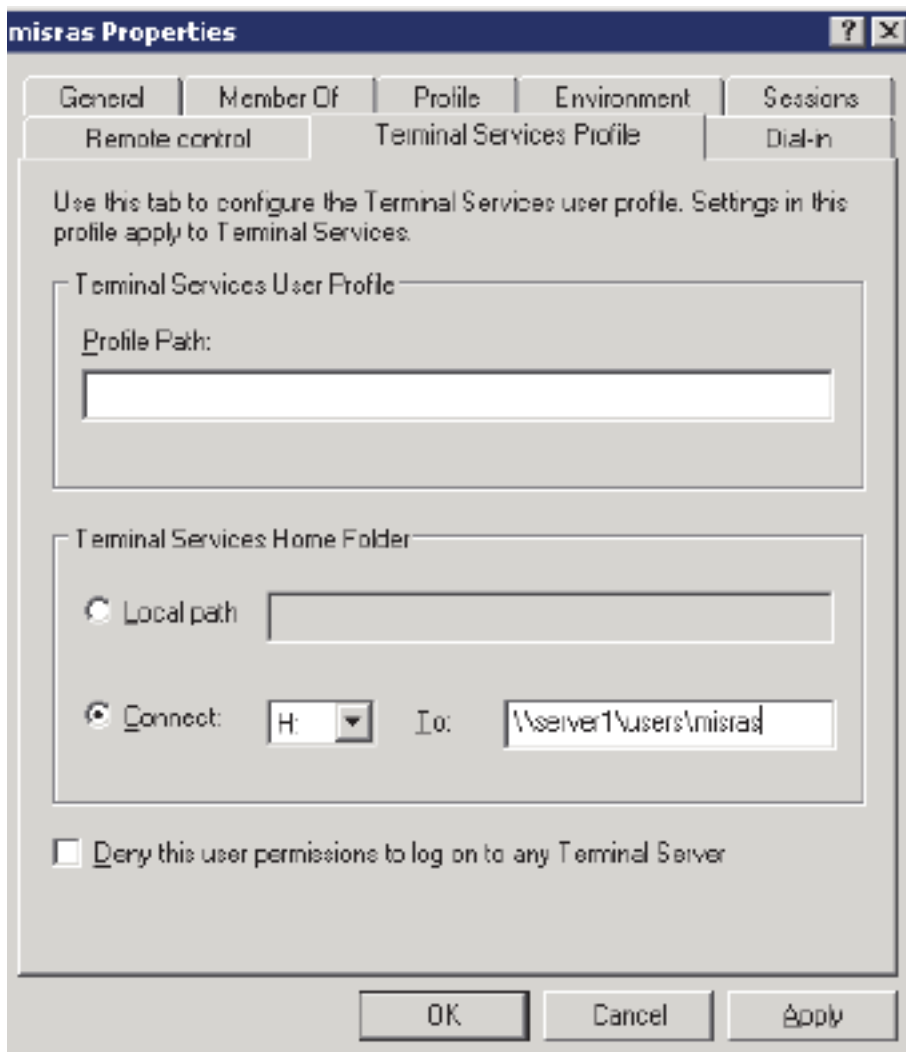 misras Properties
General Member Of Profile Environment Sessions
Remote control Terminal Services Profile Dial-in
Use this tab to configure the Terminal Services user profile. Settings in this
profile apply to Terminal Services.
Terminal Services User Profile
Profile Path:
Terminal Services Home Folder
Local path
Connect: H: To: \\server1\users\misras
Deny this user permissions to log on to any Terminal Server
OK Cancel Apply